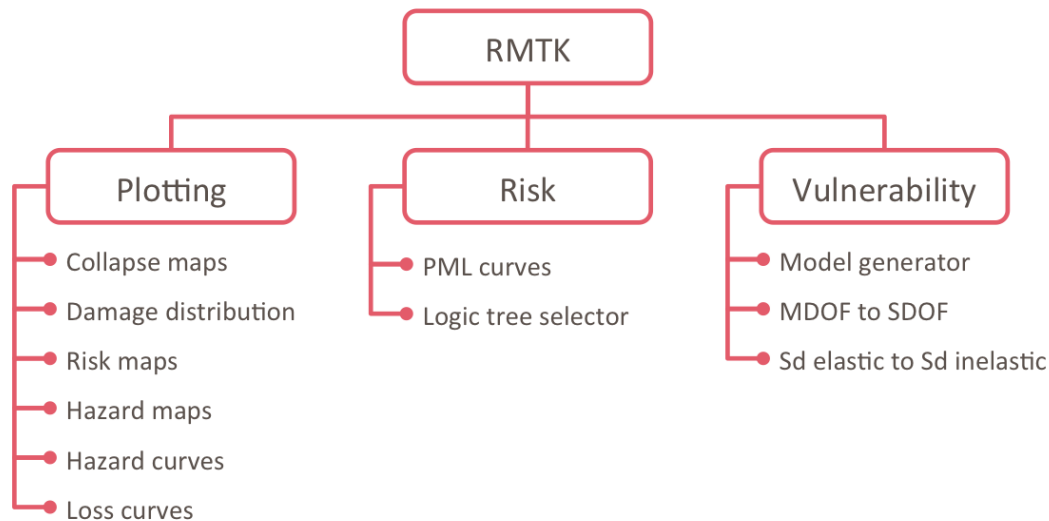 RMTK
Plotting
Collapse maps
Damage distribution
Risk maps
Hazard maps
Hazard curves
Loss curves
Risk
PML curves
Logic tree selector
Vulnerability
Model generator
MDOF to SDOF
Sd elastic to Sd inelastic